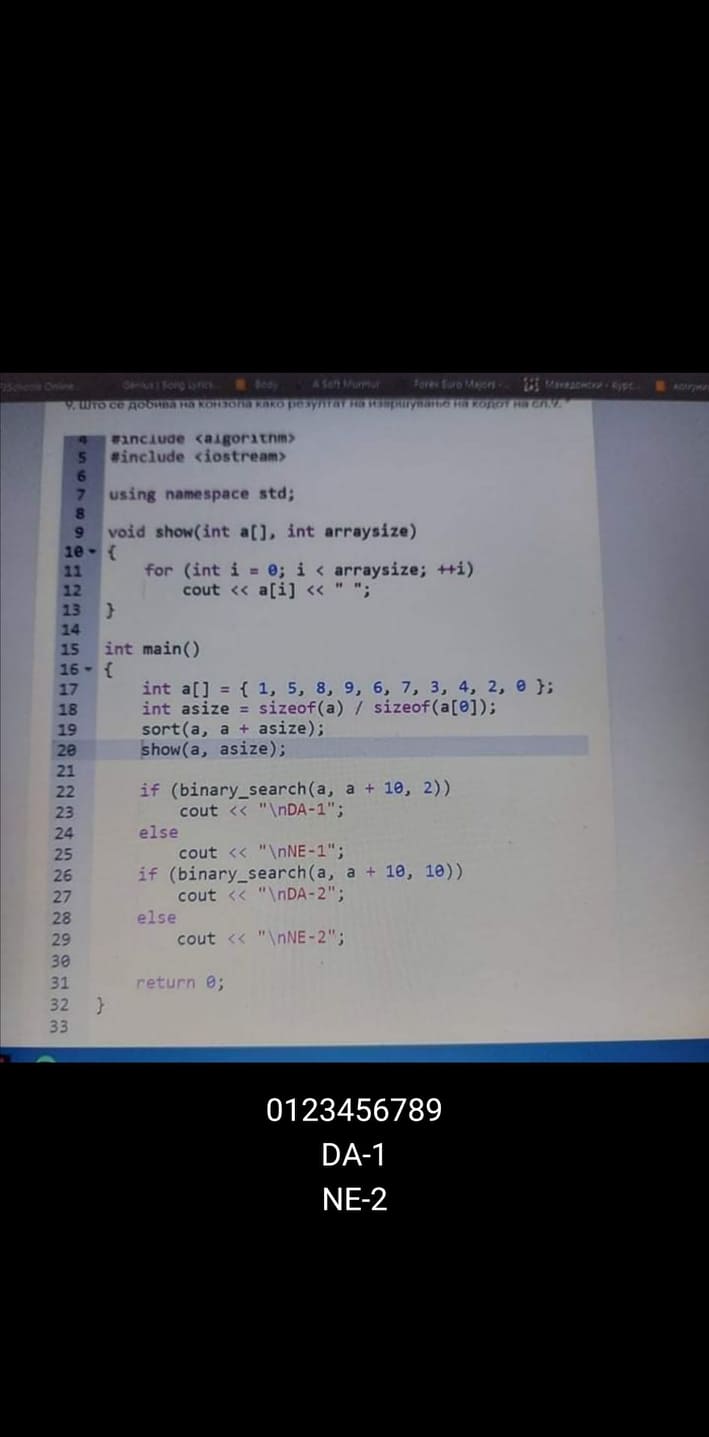 Genius | Song Lyrics... Body A Soft Murmur Forex Euro Majors -... Македонски - Курс...
9. Што се добива на конзола како резултат на извршување на кодот на сл.9.
4 #include <algorithm>
5 #include <iostream>
6
7 using namespace std;
8
9 void show(int a[], int arraysize)
10 {
11 for (int i = 0; i < arraysize; ++i)
12 cout << a[i] << " ";
13 }
14
15 int main()
16 {
17 int a[] = { 1, 5, 8, 9, 6, 7, 3, 4, 2, 0 };
18 int asize = sizeof(a) / sizeof(a[0]);
19 sort(a, a + asize);
20 show(a, asize);
21
22 if (binary_search(a, a + 10, 2))
23 cout << "\nDA-1";
24 else
25 cout << "\nNE-1";
26 if (binary_search(a, a + 10, 10))
27 cout << "\nDA-2";
28 else
29 cout << "\nNE-2";
30
31 return 0;
32 }
33
0123456789
DA-1
NE-2